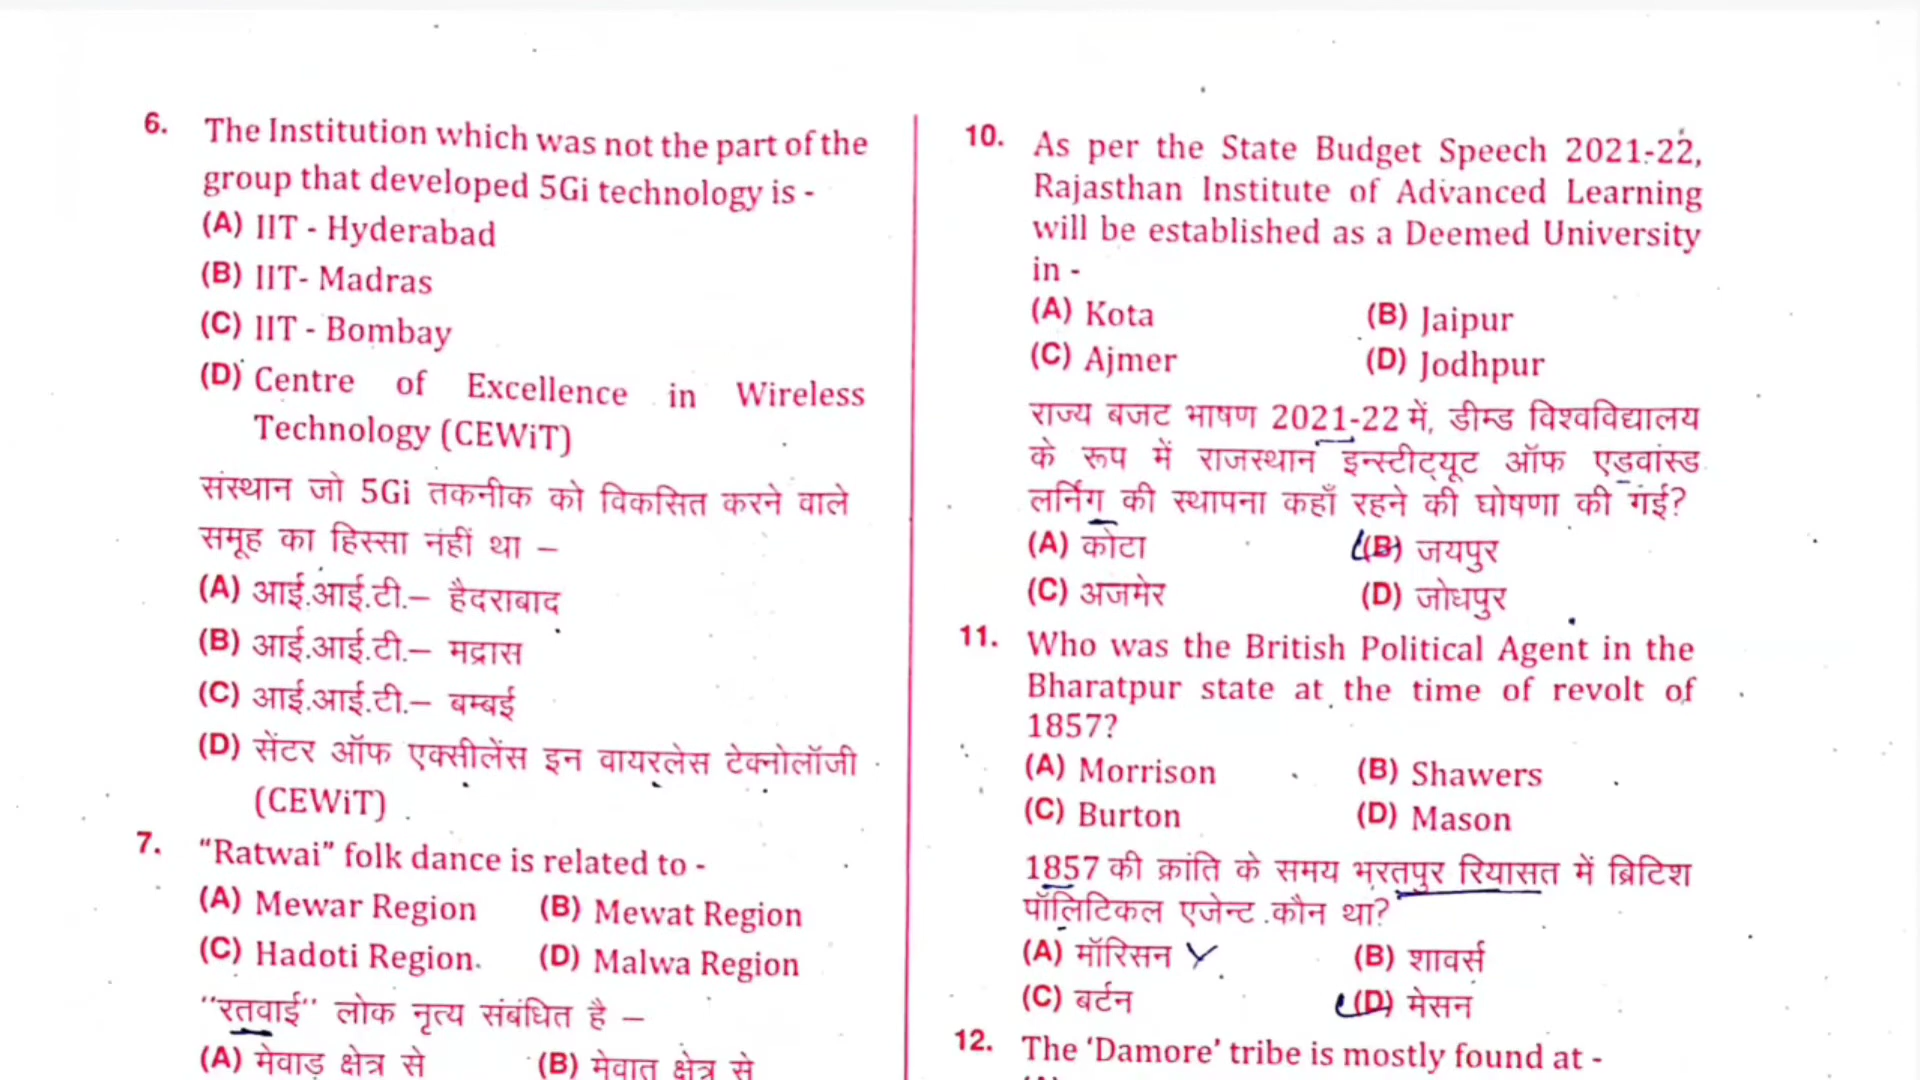 6. The Institution which was not the part of the
group that developed 5Gi technology is -
(A) IIT - Hyderabad
(B) IIT- Madras
(C) IIT - Bombay
(D) Centre of Excellence in Wireless
Technology (CEWiT)
संस्थान जो 5Gi तकनीक को विकसित करने वाले
समूह का हिस्सा नहीं था –
(A) आई.आई.टी.– हैदराबाद
(B) आई.आई.टी.– मद्रास
(C) आई.आई.टी.– बम्बई
(D) सेंटर ऑफ एक्सीलेंस इन वायरलेस टेक्नोलॉजी
(CEWiT)
7. “Ratwai” folk dance is related to -
(A) Mewar Region (B) Mewat Region
(C) Hadoti Region (D) Malwa Region
‘‘रतवाई’’ लोक नृत्य संबंधित है –
(A) मेवाड़ क्षेत्र से (B) मेवात क्षेत्र से
10. As per the State Budget Speech 2021-22,
Rajasthan Institute of Advanced Learning
will be established as a Deemed University
in -
(A) Kota (B) Jaipur
(C) Ajmer (D) Jodhpur
राज्य बजट भाषण 2021-22 में, डीम्ड विश्वविद्यालय
के रूप में राजस्थान इन्स्टीट्यूट ऑफ एडवांस्ड
लर्निंग की स्थापना कहाँ रहने की घोषणा की गई?
(A) कोटा (B) जयपुर
(C) अजमेर (D) जोधपुर
11. Who was the British Political Agent in the
Bharatpur state at the time of revolt of
1857?
(A) Morrison (B) Shawers
(C) Burton (D) Mason
1857 की क्रांति के समय भरतपुर रियासत में ब्रिटिश
पॉलिटिकल एजेन्ट कौन था?
(A) मॉरिसन (B) शावर्स
(C) बर्टन (D) मेसन
12. The ‘Damore’ tribe is mostly found at -